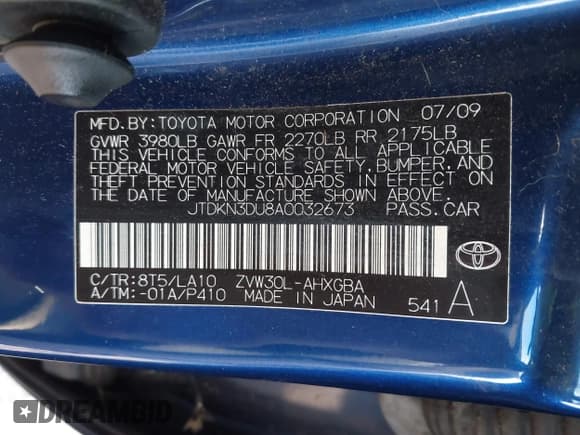 MFD.BY:TOYOTA MOTOR CORPORATION 07/09
GVWR 3980LB GAWR FR 2270LB RR 2175LB
THIS VEHICLE CONFORMS TO ALL APPLICABLE
FEDERAL MOTOR VEHICLE SAFETY,BUMPER,AND
THEFT PREVENTION STANDARDS IN EFFECT ON
THE DATE OF MANUFACTURE SHOWN ABOVE.
JTDKN3DU8A0032673 PASS.CAR
C/TR:8T5/LA10 ZVW30L-AHXGBA
A/TM:-01A/P410 MADE IN JAPAN 541 A
DREAMBID